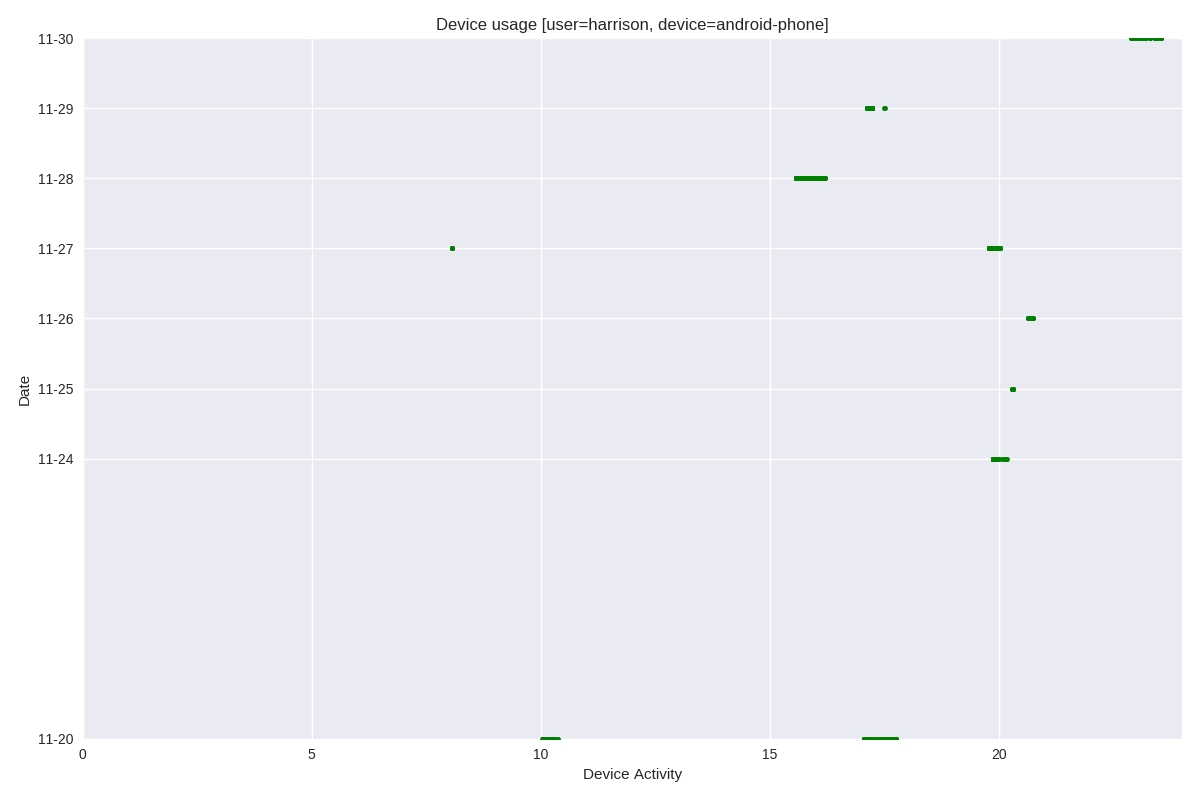 Device usage [user=harrison, device=android-phone]
11-30
11-29
11-28
11-27
11-26
11-25
11-24
11-20
Date
0 5 10 15 20
Device Activity